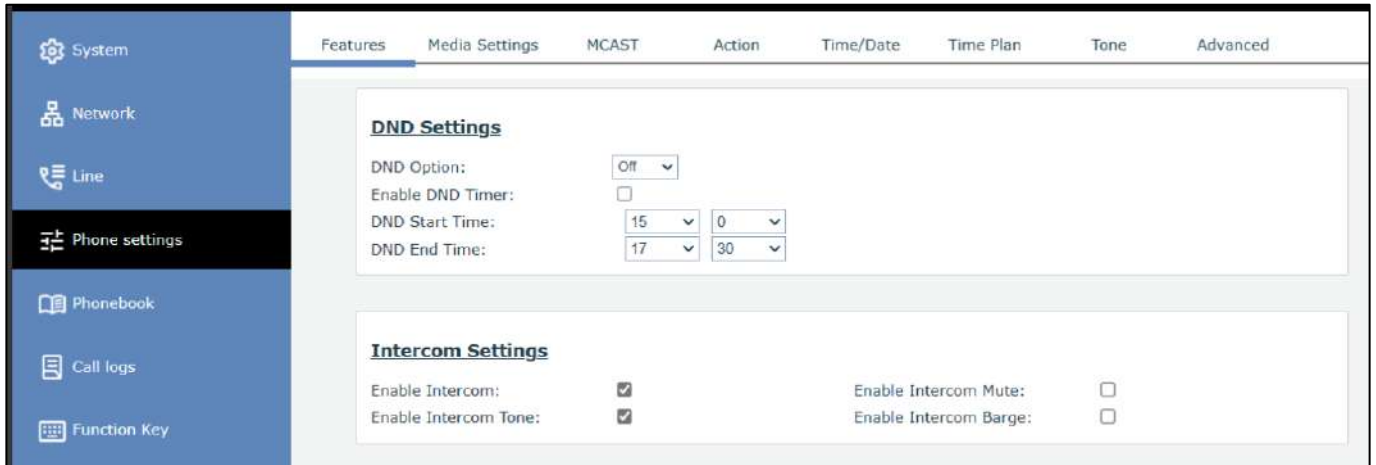 System
Network
Line
Phone settings
Phonebook
Call logs
Function Key
Features Media Settings MCAST Action Time/Date Time Plan Tone Advanced
DND Settings
DND Option: Off
Enable DND Timer:
DND Start Time: 15 0
DND End Time: 17 30
Intercom Settings
Enable Intercom: Enable Intercom Mute:
Enable Intercom Tone: Enable Intercom Barge: